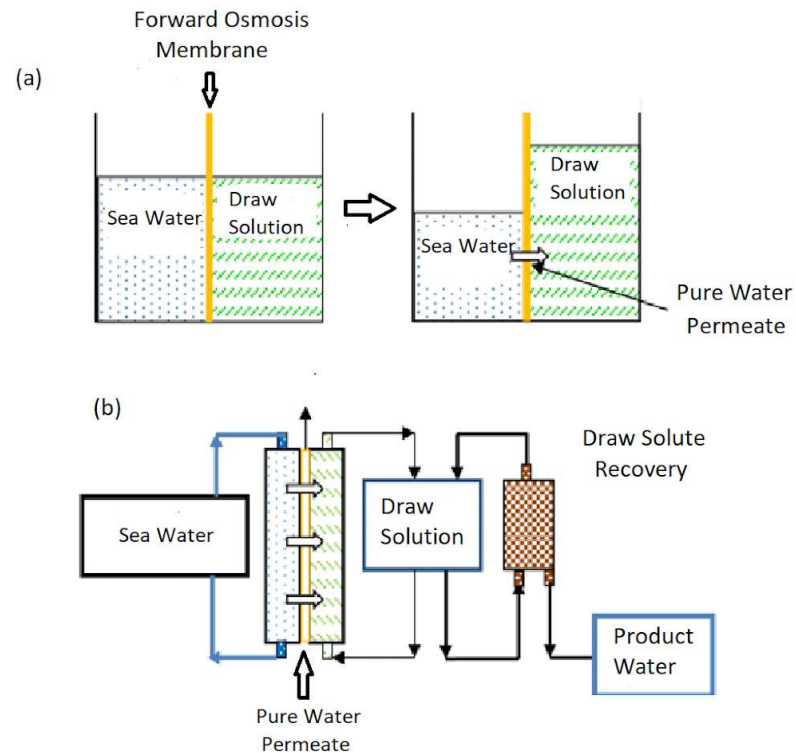 Forward Osmosis
Membrane
(a)
Sea Water
Draw
Solution
Sea Water
Draw
Solution
Pure Water
Permeate
(b)
Sea Water
Draw
Solution
Draw Solute
Recovery
Product
Water
Pure Water
Permeate